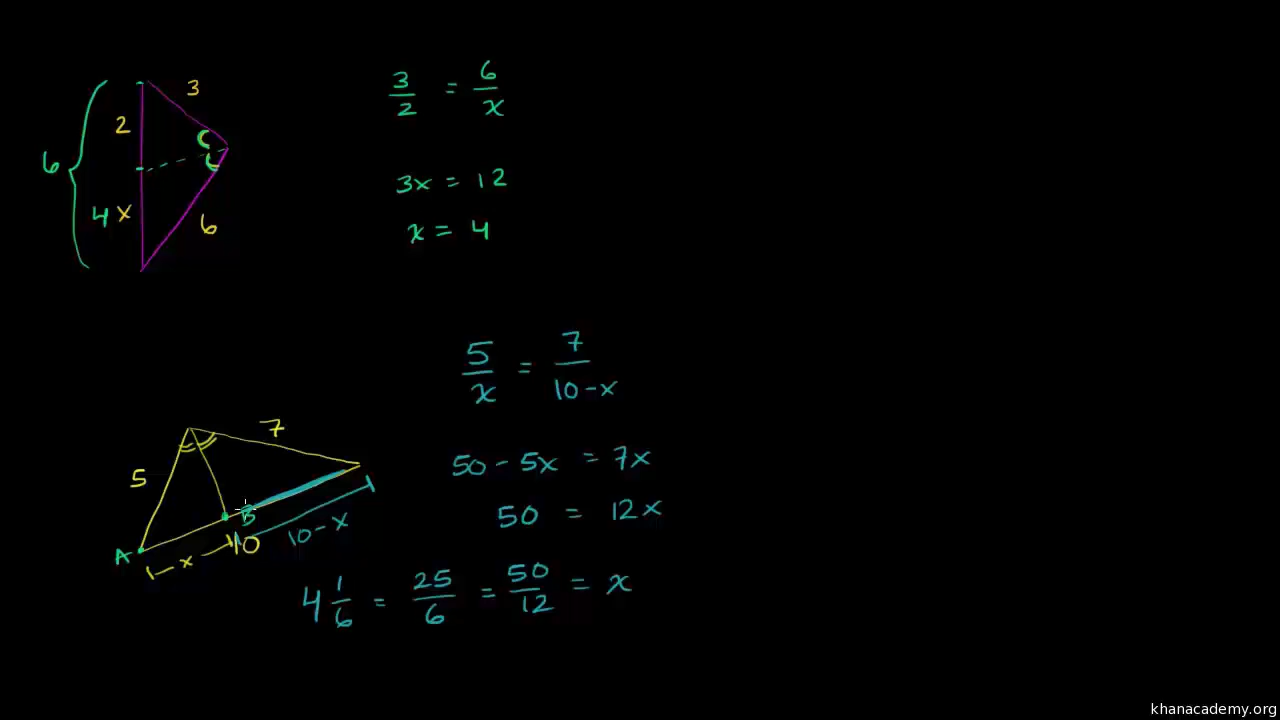 3
2
6
4 x
6
3/2 = 6/x
3x = 12
x = 4
5/x = 7/(10-x)
50 - 5x = 7x
50 = 12x
4 1/6 = 25/6 = 50/12 = x
7
5
A
B
x
10
10-x
khanacademy.org